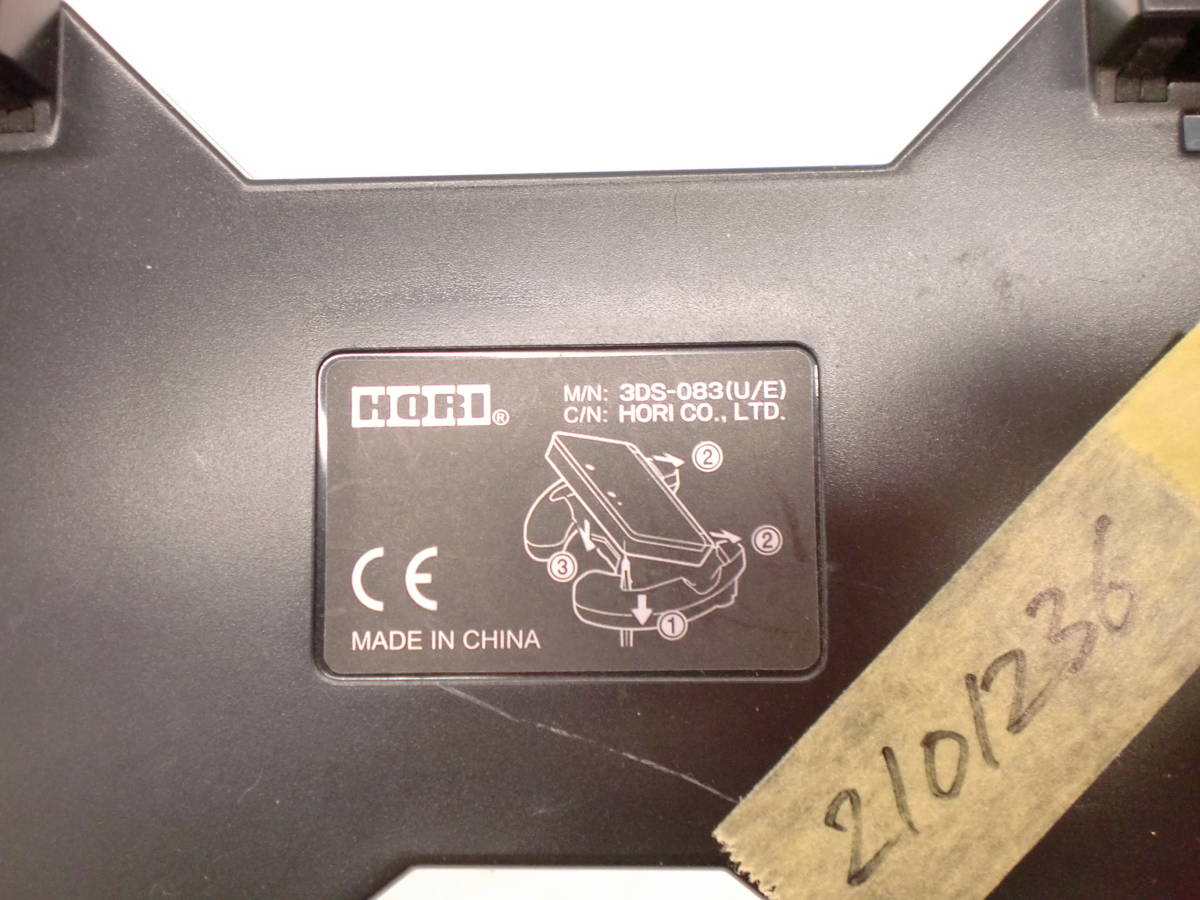 HORI®
M/N: 3DS-083(U/E)
C/N: HORI CO., LTD.
②
②
③
①
CE
MADE IN CHINA
2101236